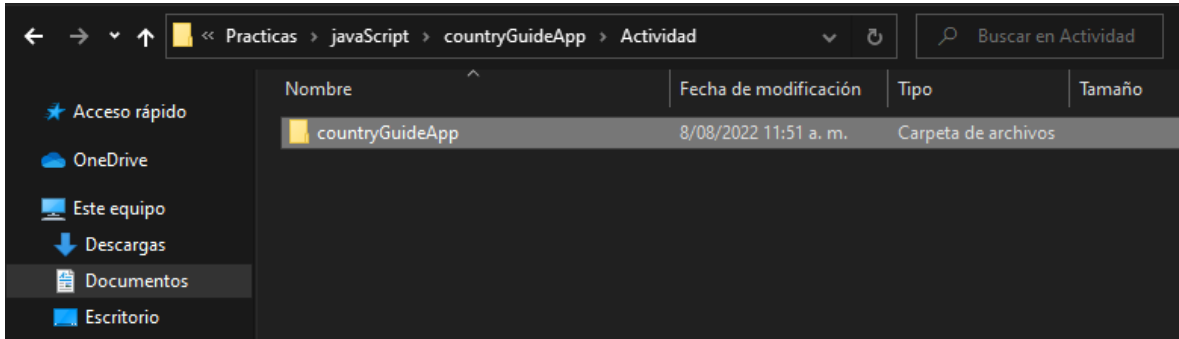 « Practicas › javaScript › countryGuideApp › Actividad
Buscar en Actividad
Nombre Fecha de modificación Tipo Tamaño
Acceso rápido
countryGuideApp 8/08/2022 11:51 a. m. Carpeta de archivos
OneDrive
Este equipo
Descargas
Documentos
Escritorio